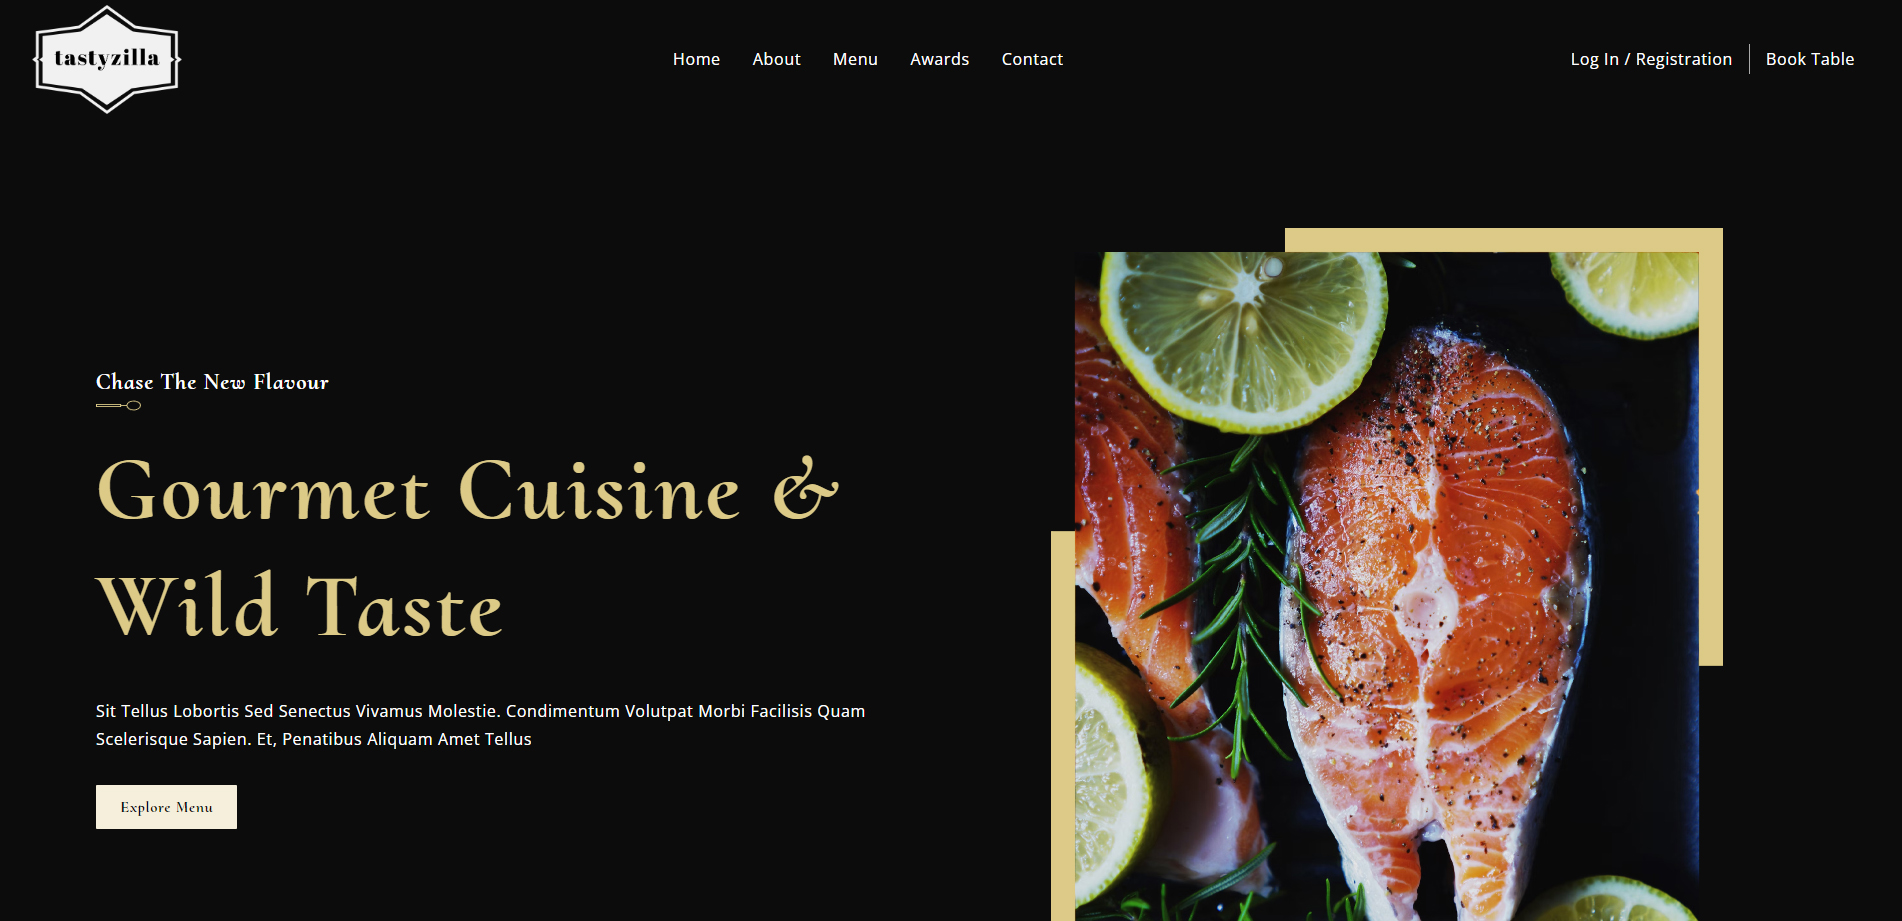 tastyzilla
Home About Menu Awards Contact
Log In / Registration Book Table
Chase The New Flavour
Gourmet Cuisine &
Wild Taste
Sit Tellus Lobortis Sed Senectus Vivamus Molestie. Condimentum Volutpat Morbi Facilisis Quam
Scelerisque Sapien. Et, Penatibus Aliquam Amet Tellus
Explore Menu